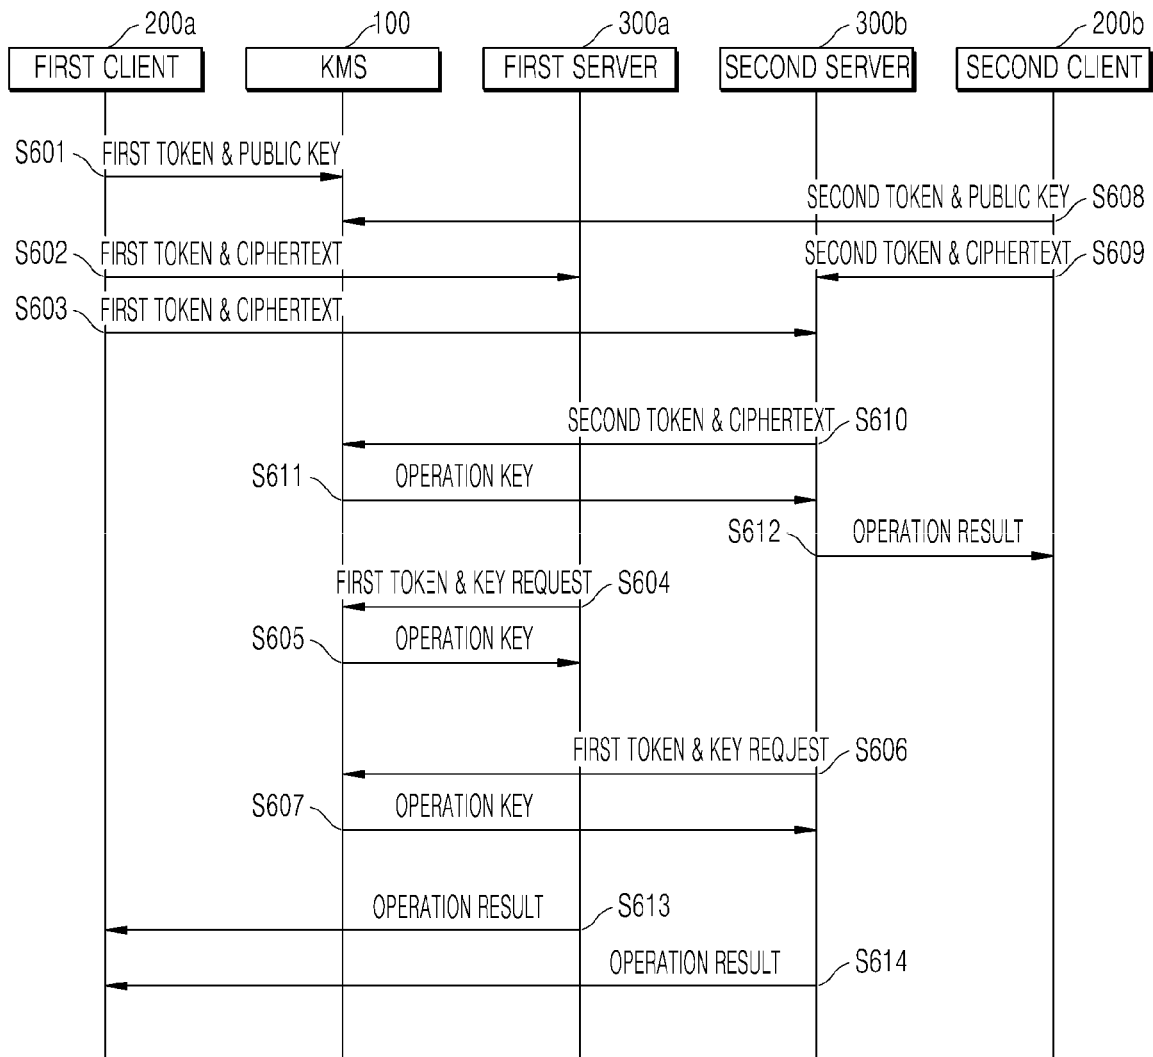 200a
100
300a
300b
200b
FIRST CLIENT
KMS
FIRST SERVER
SECOND SERVER
SECOND CLIENT
S601
FIRST TOKEN & PUBLIC KEY
SECOND TOKEN & PUBLIC KEY
S608
S602
FIRST TOKEN & CIPHERTEXT
SECOND TOKEN & CIPHERTEXT
S609
S603
FIRST TOKEN & CIPHERTEXT
SECOND TOKEN & CIPHERTEXT
S610
S611
OPERATION KEY
S612
OPERATION RESULT
FIRST TOKEN & KEY REQUEST
S604
S605
OPERATION KEY
FIRST TOKEN & KEY REQJEST
S606
S607
OPERATION KEY
OPERATION RESULT
S613
OPERATION RESULT
S614